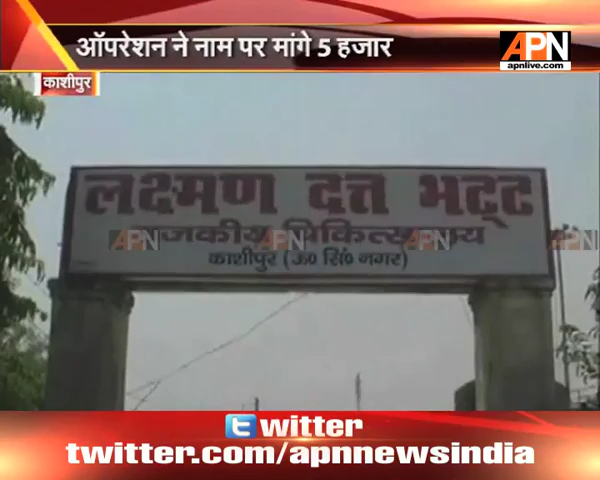 ऑपरेशन ने नाम पर मांगे 5 हजार
APN
apnlive.com
काशीपुर
लक्ष्मण दत्त भट्ट
काशीपुर (ऊ० सिं० नगर)
APN APN APN APN
twitter
twitter.com/apnnewsindia